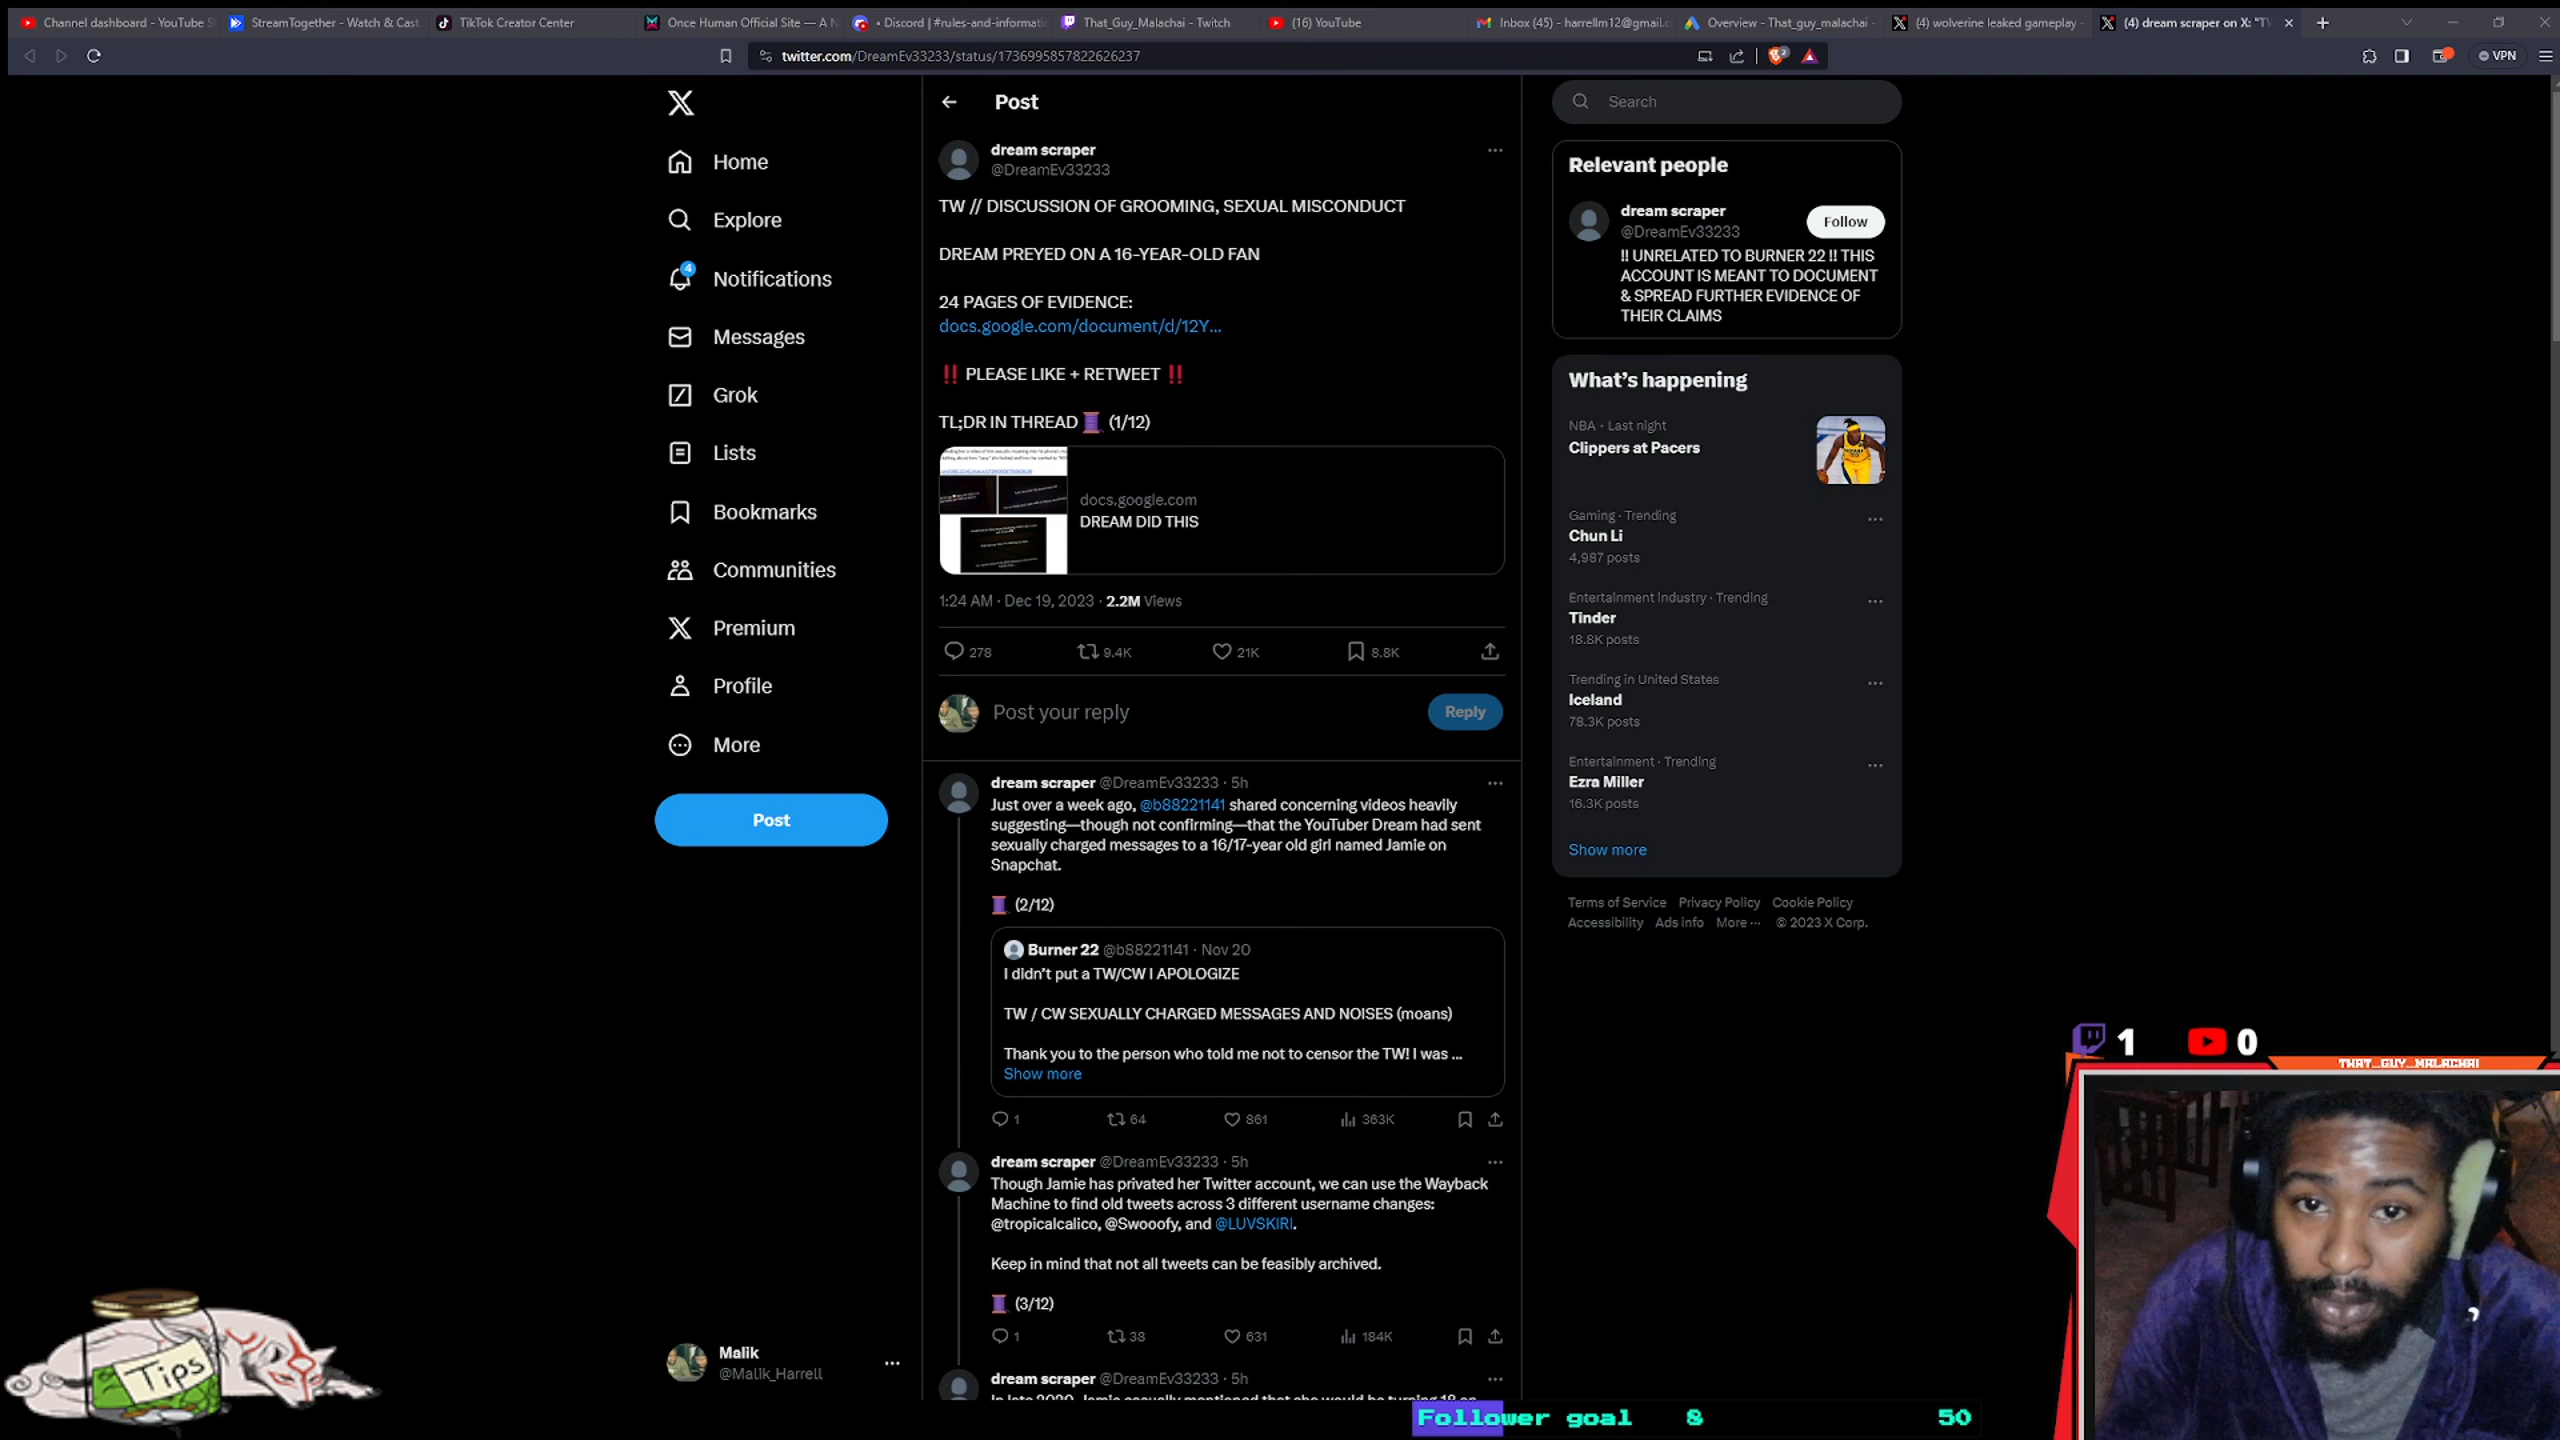 Channel dashboard - YouTube S
StreamTogether - Watch & Cast
TikTok Creator Center
Once Human Official Site — A N
• Discord | #rules-and-informatic
That_Guy_Malachai - Twitch
(16) YouTube
Inbox (45) - harrellm12@gmail.c
Overview - That_guy_malachai -
(4) wolverine leaked gameplay -
(4) dream scraper on X: "TW
twitter.com/DreamEv33233/status/1736995857822626237
2
VPN
Home
Explore
4
Notifications
Messages
Grok
Lists
Bookmarks
Communities
Premium
Profile
More
Post
Malik
@Malik_Harrell
Post
dream scraper
@DreamEv33233
TW // DISCUSSION OF GROOMING, SEXUAL MISCONDUCT
DREAM PREYED ON A 16-YEAR-OLD FAN
24 PAGES OF EVIDENCE:
docs.google.com/document/d/12Y...
‼️ PLEASE LIKE + RETWEET ‼️
TL;DR IN THREAD 🧵 (1/12)
docs.google.com
DREAM DID THIS
1:24 AM · Dec 19, 2023 · 2.2M Views
278
9.4K
21K
8.8K
Post your reply
Reply
dream scraper @DreamEv33233 · 5h
Just over a week ago, @b88221141 shared concerning videos heavily
suggesting—though not confirming—that the YouTuber Dream had sent
sexually charged messages to a 16/17-year old girl named Jamie on
Snapchat.
🧵 (2/12)
Burner 22 @b88221141 · Nov 20
I didn't put a TW/CW I APOLOGIZE
TW / CW SEXUALLY CHARGED MESSAGES AND NOISES (moans)
Thank you to the person who told me not to censor the TW! I was ...
Show more
1
64
861
363K
dream scraper @DreamEv33233 · 5h
Though Jamie has privated her Twitter account, we can use the Wayback
Machine to find old tweets across 3 different username changes:
@tropicalcalico, @Swooofy, and @LUVSKIRI.
Keep in mind that not all tweets can be feasibly archived.
🧵 (3/12)
1
38
631
184K
dream scraper @DreamEv33233 · 5h
In late 2020, Jamie casually mentioned that she would be turning 18 on
Search
Relevant people
dream scraper
@DreamEv33233
Follow
!! UNRELATED TO BURNER 22 !! THIS
ACCOUNT IS MEANT TO DOCUMENT
& SPREAD FURTHER EVIDENCE OF
THEIR CLAIMS
What's happening
NBA · Last night
Clippers at Pacers
Gaming · Trending
Chun Li
4,987 posts
Entertainment Industry · Trending
Tinder
18.8K posts
Trending in United States
Iceland
78.3K posts
Entertainment · Trending
Ezra Miller
16.3K posts
Show more
Terms of Service Privacy Policy Cookie Policy
Accessibility Ads info More ··· © 2023 X Corp.
1
0
THAT_GUY_MALACHAI
Tips
Follower goal 8 50